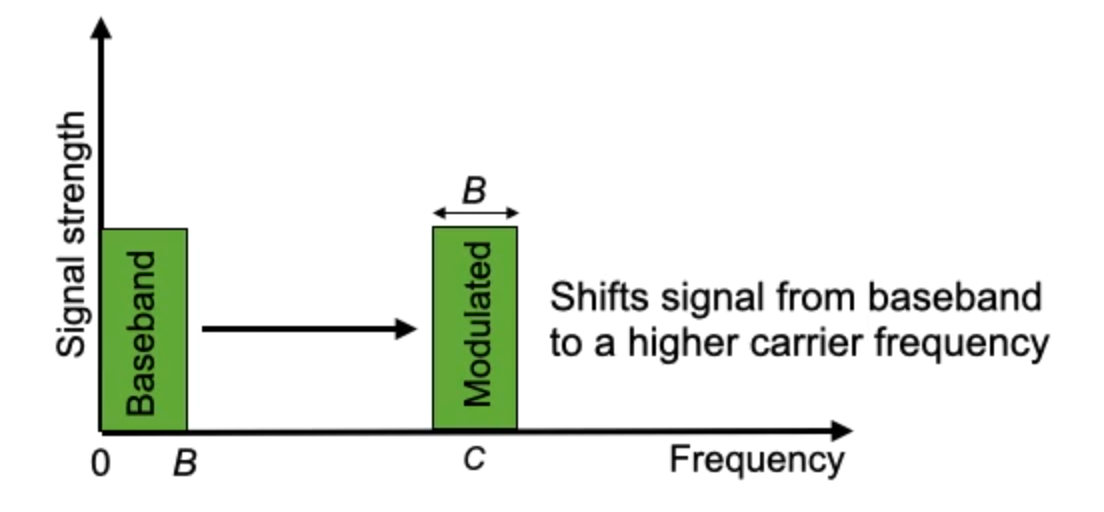 Signal strength
Baseband
B
Modulated
Shifts signal from baseband
to a higher carrier frequency
0
B
C
Frequency